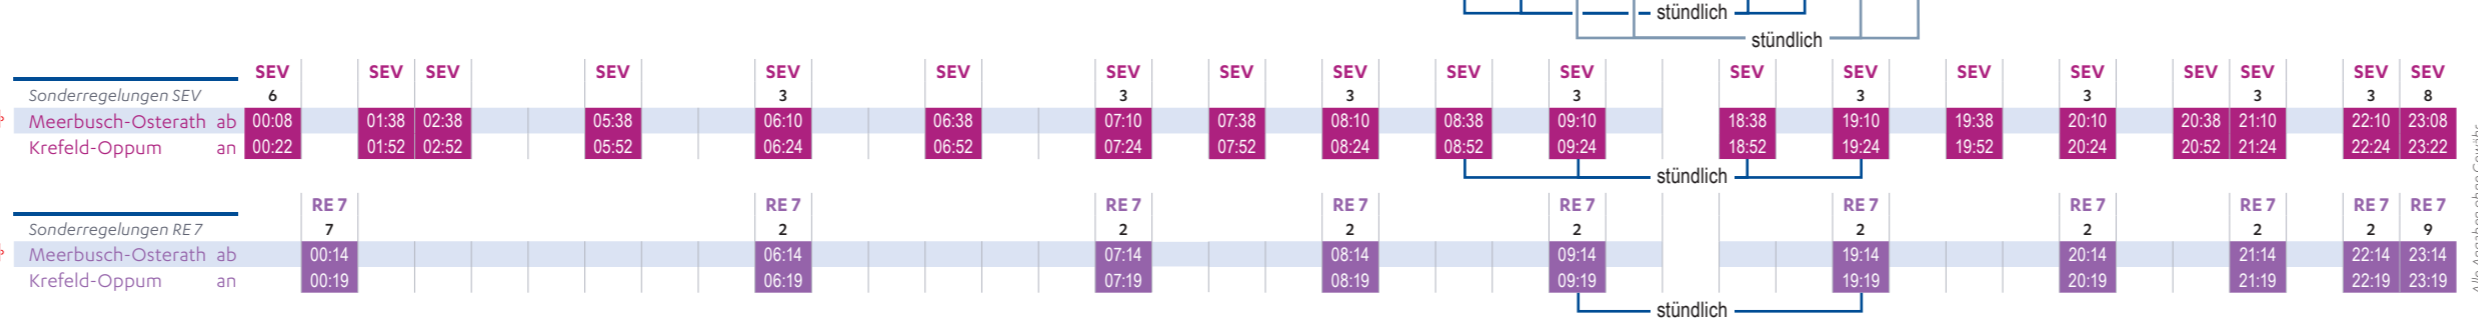 stündlich
stündlich
SEV SEV SEV SEV SEV SEV SEV SEV SEV SEV SEV SEV SEV SEV SEV SEV SEV SEV SEV
Sonderregelungen SEV 6 3 3 3 3 3 3 3 3 8
Meerbusch-Osterath ab 00:08 01:38 02:38 05:38 06:10 06:38 07:10 07:38 08:10 08:38 09:10 18:38 19:10 19:38 20:10 20:38 21:10 22:10 23:08
Krefeld-Oppum an 00:22 01:52 02:52 05:52 06:24 06:52 07:24 07:52 08:24 08:52 09:24 18:52 19:24 19:52 20:24 20:52 21:24 22:24 23:22
stündlich
RE 7 RE 7 RE 7 RE 7 RE 7 RE 7 RE 7 RE 7 RE 7 RE 7
Sonderregelungen RE 7 7 2 2 2 2 2 2 2 2 9
Meerbusch-Osterath ab 00:14 06:14 07:14 08:14 09:14 19:14 20:14 21:14 22:14 23:14
Krefeld-Oppum an 00:19 06:19 07:19 08:19 09:19 19:19 20:19 21:19 22:19 23:19
stündlich
Alle Angaben ohne Gewähr